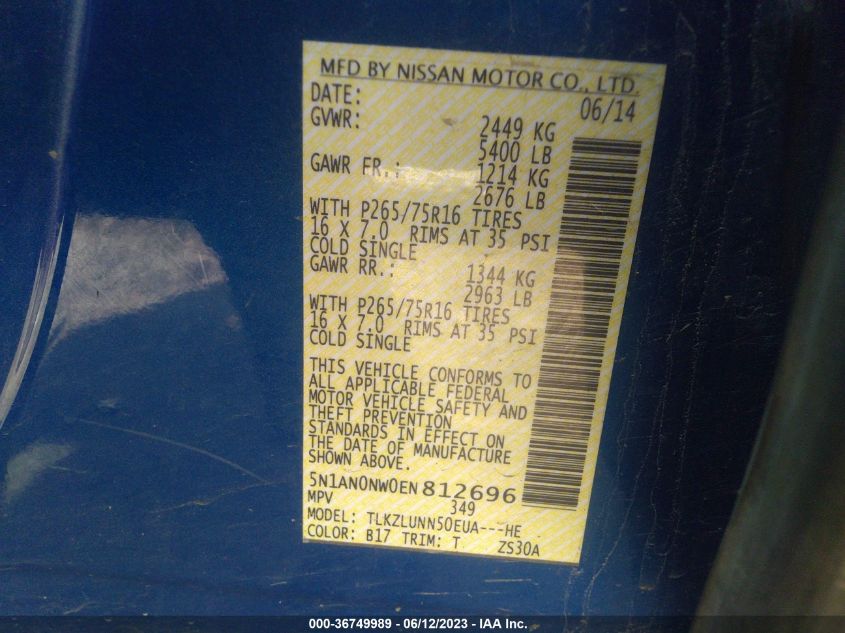 MFD BY NISSAN MOTOR CO., LTD.
DATE: 06/14
GVWR: 2449 KG
5400 LB
GAWR FR.: 1214 KG
2676 LB
WITH P265/75R16 TIRES
16 X 7.0 RIMS AT 35 PSI
COLD SINGLE
GAWR RR.: 1344 KG
2963 LB
WITH P265/75R16 TIRES
16 X 7.0 RIMS AT 35 PSI
COLD SINGLE
THIS VEHICLE CONFORMS TO
ALL APPLICABLE FEDERAL
MOTOR VEHICLE SAFETY AND
THEFT PREVENTION
STANDARDS IN EFFECT ON
THE DATE OF MANUFACTURE
SHOWN ABOVE.
5N1AN0NW0EN812696
MPV 349
MODEL: TLKZLUNN50EUA---HE
COLOR: B17 TRIM: T ZS30A
000-36749989 - 06/12/2023 - IAA Inc.